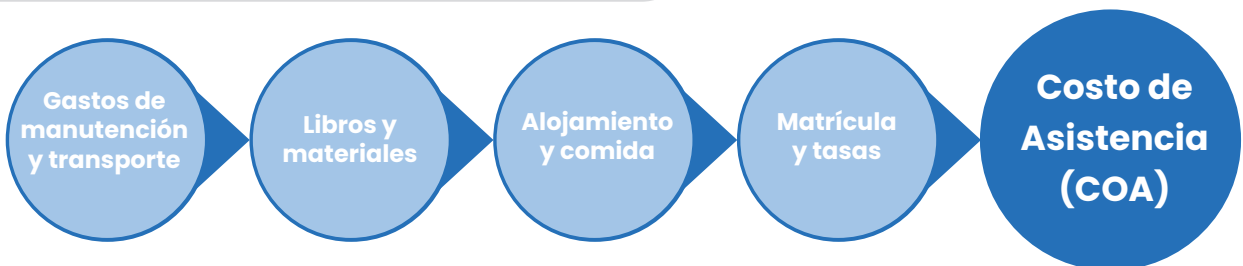 Gastos de
manutención
y transporte
Libros y
materiales
Alojamiento
y comida
Matrícula
y tasas
Costo de
Asistencia
(COA)